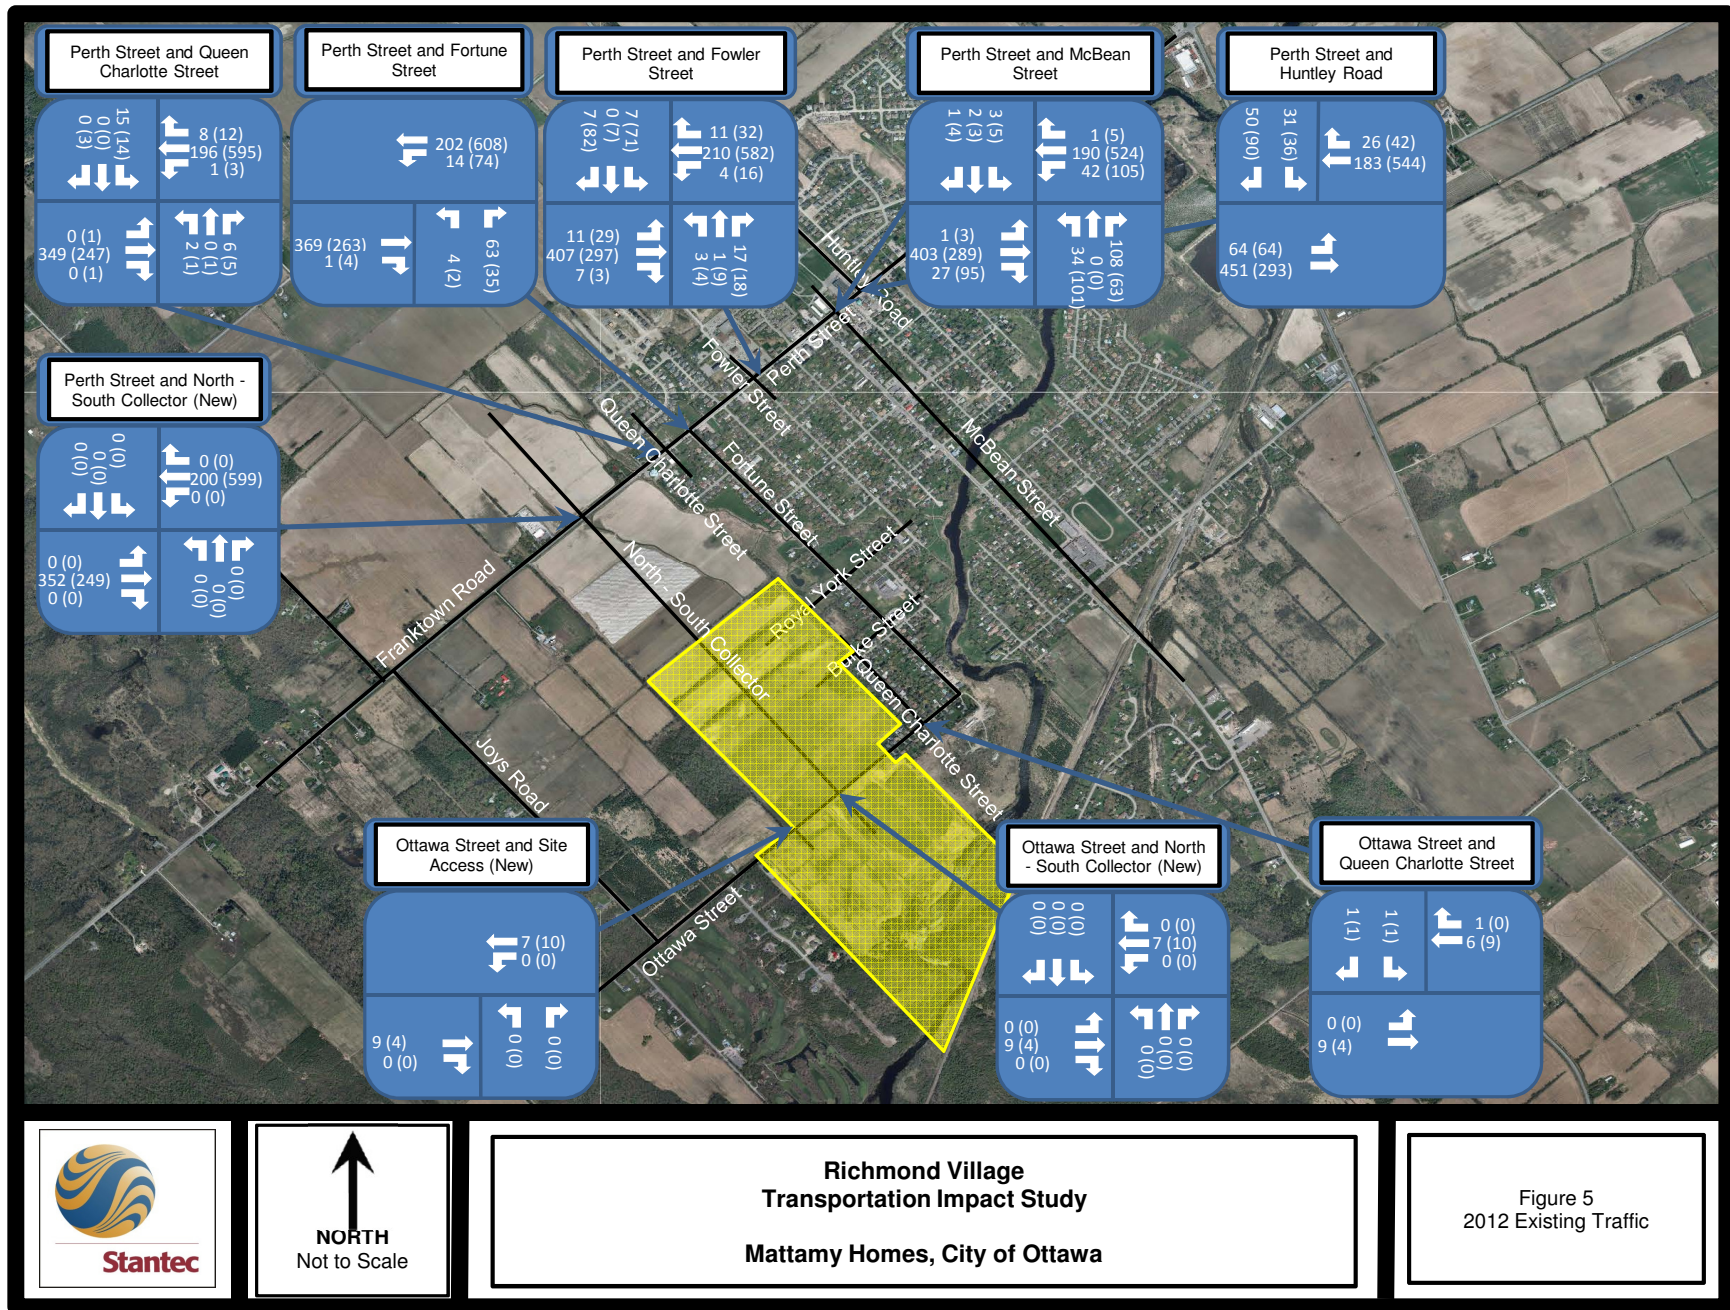 Perth Street and Queen
Charlotte Street
15 (14)
0 (0)
0 (3)
8 (12)
196 (595)
1 (3)
0 (1)
349 (247)
0 (1)
2 (1)
0 (1)
6 (5)
Perth Street and Fortune
Street
202 (608)
14 (74)
369 (263)
1 (4)
4 (2)
63 (35)
Perth Street and Fowler
Street
7 (71)
0 (7)
7 (82)
11 (32)
210 (582)
4 (16)
11 (29)
407 (297)
7 (3)
3 (4)
1 (9)
17 (18)
Perth Street and McBean
Street
3 (5)
2 (3)
1 (4)
1 (5)
190 (524)
42 (105)
1 (3)
403 (289)
27 (95)
34 (101)
0 (0)
108 (63)
Perth Street and
Huntley Road
31 (36)
50 (90)
26 (42)
183 (544)
64 (64)
451 (293)
Perth Street and North -
South Collector (New)
0 (0)
0 (0)
0 (0)
0 (0)
200 (599)
0 (0)
0 (0)
352 (249)
0 (0)
0 (0)
0 (0)
0 (0)
Huntley Road
Perth Street
Fowler Street
Queen Charlotte Street
Fortune Street
McBean Street
North - South Collector
Royal York Street
Burke Street
Queen Charlotte Street
Franktown Road
Joys Road
Ottawa Street
Ottawa Street and Site
Access (New)
7 (10)
0 (0)
9 (4)
0 (0)
0 (0)
0 (0)
Ottawa Street and North
- South Collector (New)
0 (0)
0 (0)
0 (0)
0 (0)
7 (10)
0 (0)
0 (0)
9 (4)
0 (0)
0 (0)
0 (0)
0 (0)
Ottawa Street and
Queen Charlotte Street
1 (1)
1 (1)
1 (0)
6 (9)
0 (0)
9 (4)
Stantec
NORTH
Not to Scale
Richmond Village
Transportation Impact Study
Mattamy Homes, City of Ottawa
Figure 5
2012 Existing Traffic